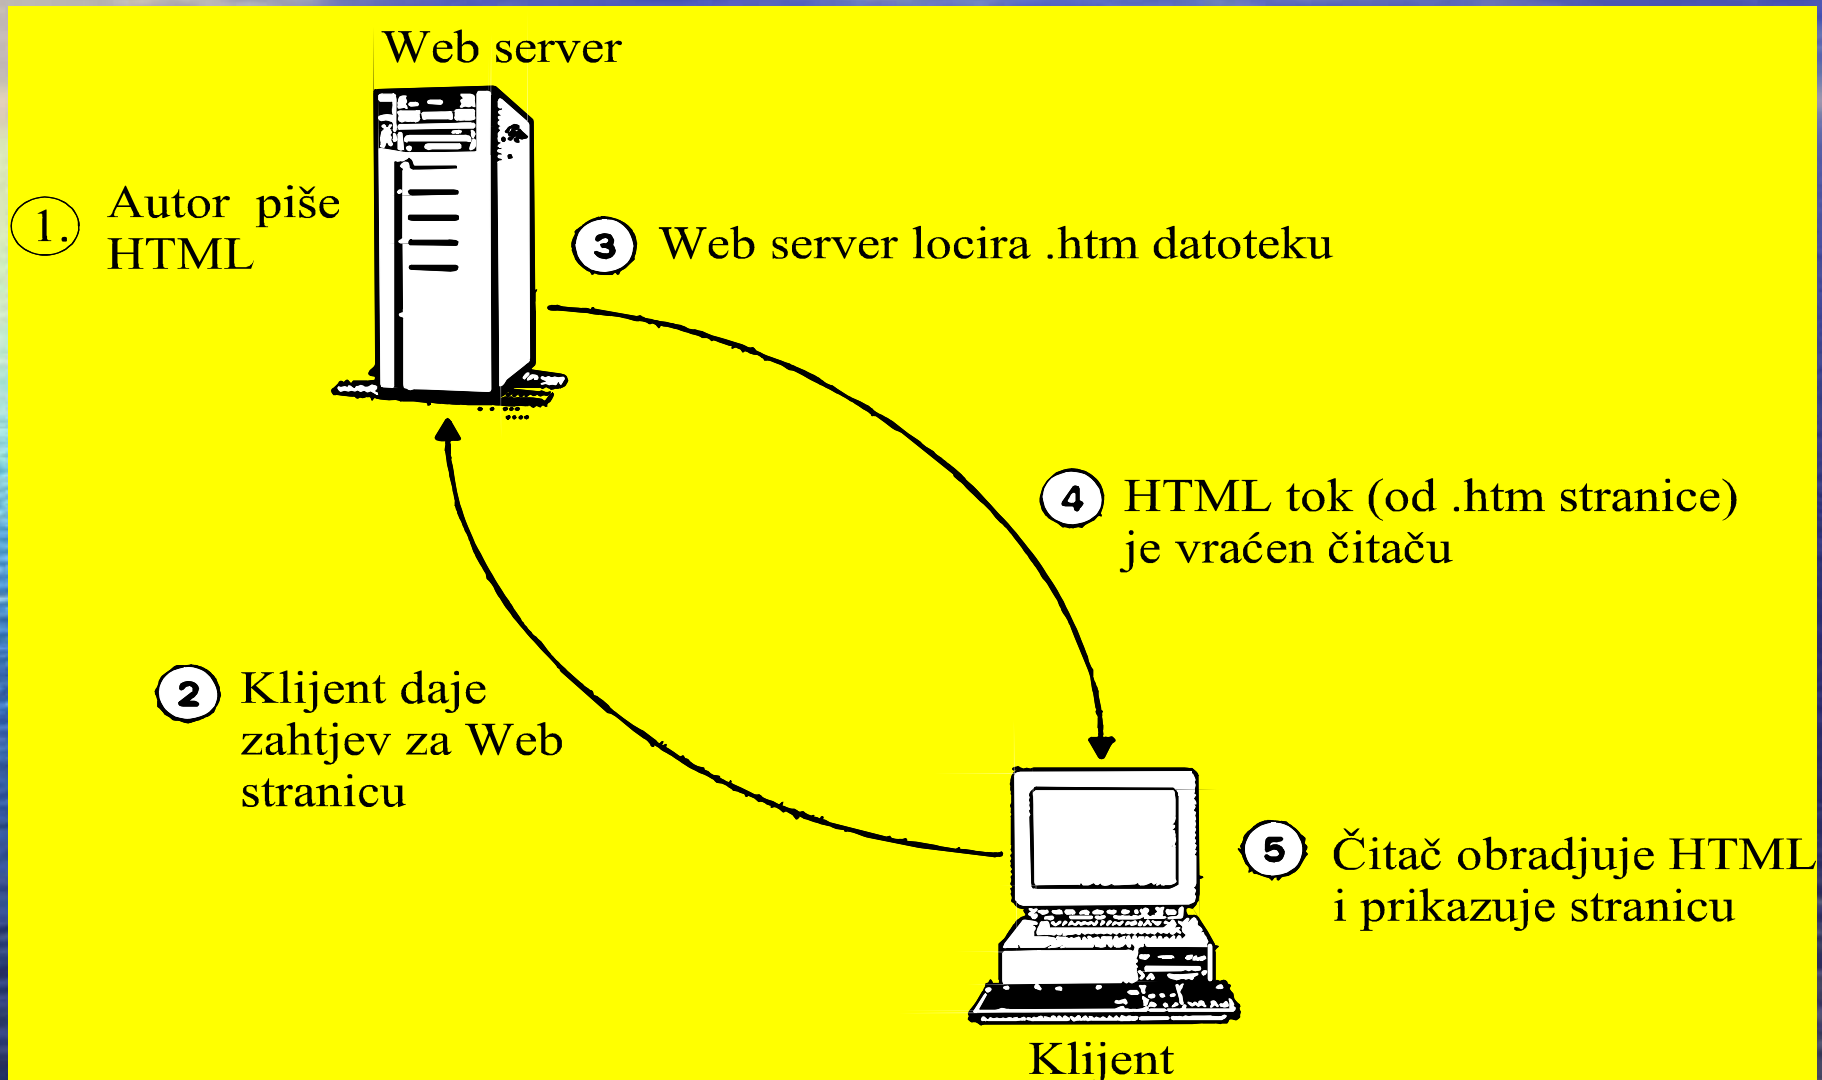 Web server
1. Autor piše
HTML
3 Web server locira .htm datoteku
4 HTML tok (od .htm stranice)
je vraćen čitaču
2 Klijent daje
zahtjev za Web
stranicu
5 Čitač obradjuje HTML
i prikazuje stranicu
Klijent